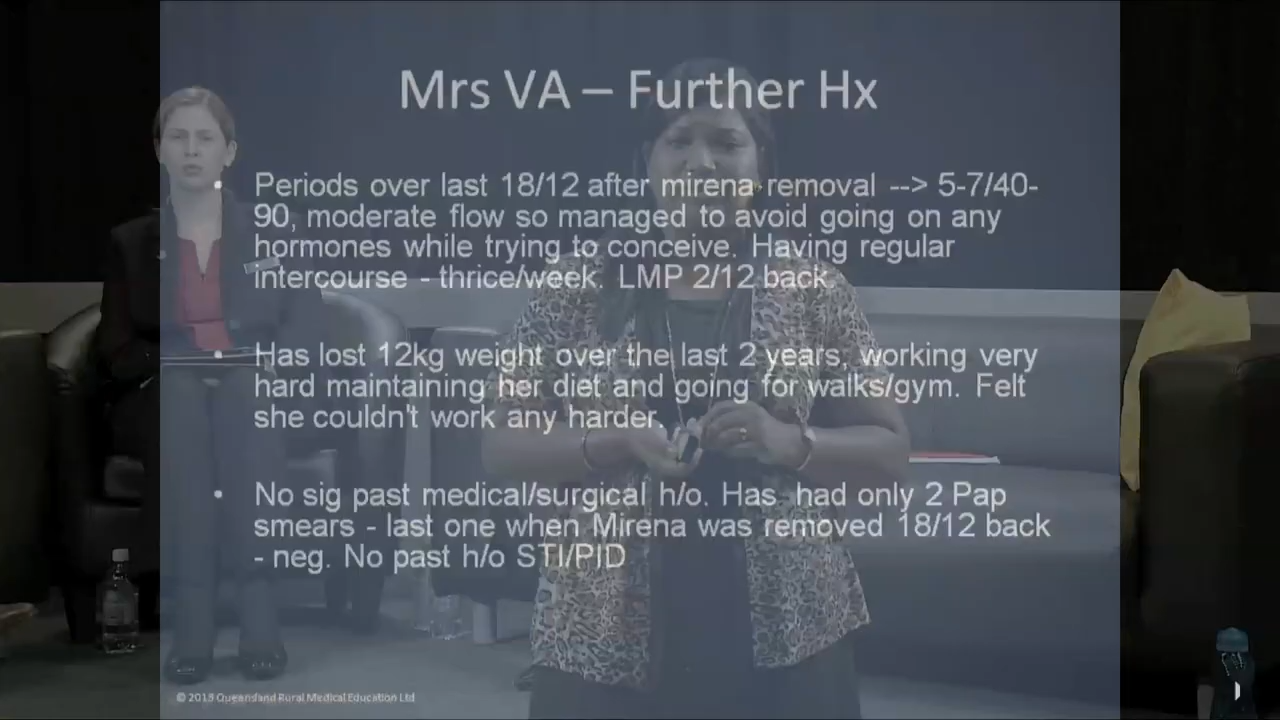 Mrs VA – Further Hx
• Periods over last 18/12 after mirena removal --> 5-7/40-
90, moderate flow so managed to avoid going on any
hormones while trying to conceive. Having regular
intercourse - thrice/week. LMP 2/12 back.
• Has lost 12kg weight over the last 2 years, working very
hard maintaining her diet and going for walks/gym. Felt
she couldn't work any harder.
• No sig past medical/surgical h/o. Has had only 2 Pap
smears - last one when Mirena was removed 18/12 back
- neg. No past h/o STI/PID
© 2013 Queensland Rural Medical Education Ltd